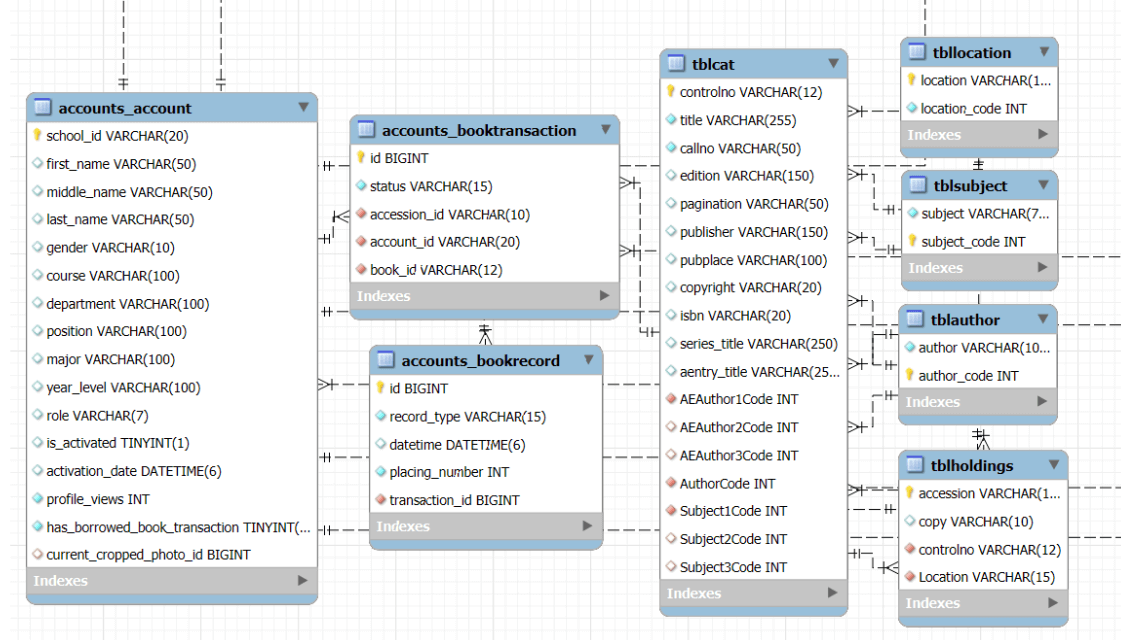 accounts_account
school_id VARCHAR(20)
first_name VARCHAR(50)
middle_name VARCHAR(50)
last_name VARCHAR(50)
gender VARCHAR(10)
course VARCHAR(100)
department VARCHAR(100)
position VARCHAR(100)
major VARCHAR(100)
year_level VARCHAR(100)
role VARCHAR(7)
is_activated TINYINT(1)
activation_date DATETIME(6)
profile_views INT
has_borrowed_book_transaction TINYINT(...
current_cropped_photo_id BIGINT
Indexes
accounts_booktransaction
id BIGINT
status VARCHAR(15)
accession_id VARCHAR(10)
account_id VARCHAR(20)
book_id VARCHAR(12)
Indexes
accounts_bookrecord
id BIGINT
record_type VARCHAR(15)
datetime DATETIME(6)
placing_number INT
transaction_id BIGINT
Indexes
tblcat
controlno VARCHAR(12)
title VARCHAR(255)
callno VARCHAR(50)
edition VARCHAR(150)
pagination VARCHAR(50)
publisher VARCHAR(150)
pubplace VARCHAR(100)
copyright VARCHAR(20)
isbn VARCHAR(20)
series_title VARCHAR(250)
aentry_title VARCHAR(25...
AEAuthor1Code INT
AEAuthor2Code INT
AEAuthor3Code INT
AuthorCode INT
Subject1Code INT
Subject2Code INT
Subject3Code INT
Indexes
tbllocation
location VARCHAR(1...
location_code INT
Indexes
tblsubject
subject VARCHAR(7...
subject_code INT
Indexes
tblauthor
author VARCHAR(10...
author_code INT
Indexes
tblholdings
accession VARCHAR(1...
copy VARCHAR(10)
controlno VARCHAR(12)
Location VARCHAR(15)
Indexes